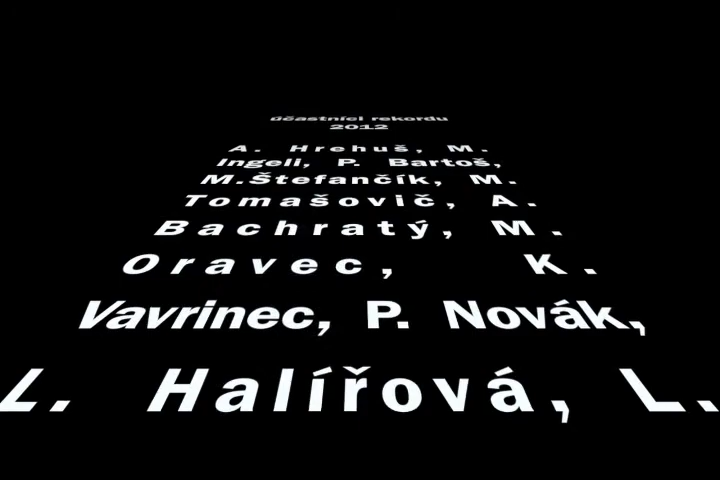 účastníci rekordu
2012
A. Hrehuš, M.
Ingeli, P. Bartoš,
M.Štefančík, M.
Tomašovič, A.
Bachratý, M.
Oravec, K.
Vavrinec, P. Novák,
L. Halířová, L.